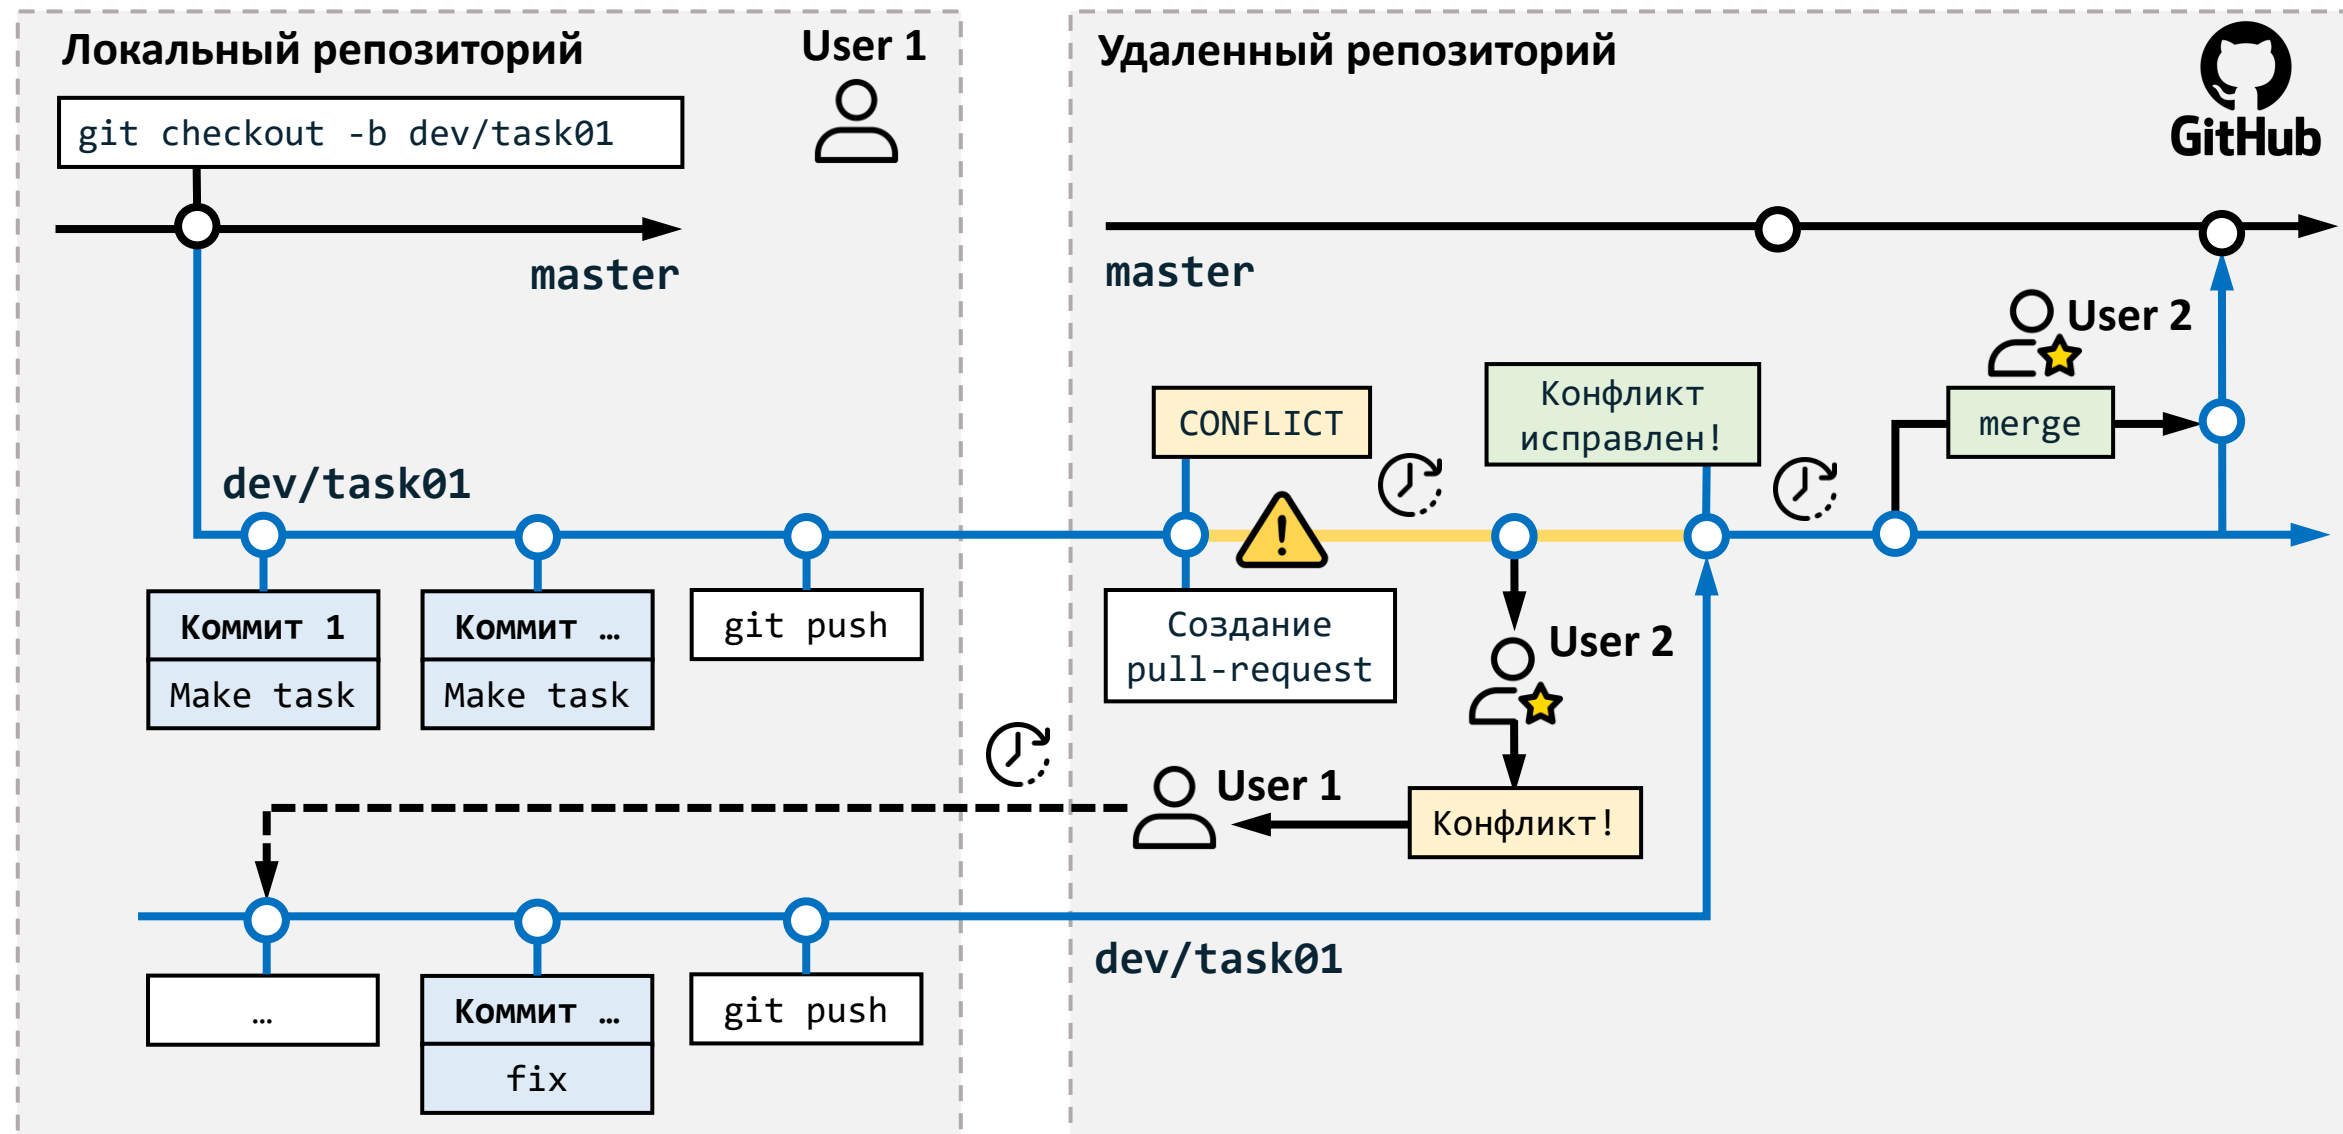 Локальный репозиторий
User 1
git checkout -b dev/task01
master
dev/task01
Коммит 1
Make task
Коммит …
Make task
git push
…
Коммит …
fix
git push
Удаленный репозиторий
GitHub
master
CONFLICT
Создание
pull-request
Конфликт
исправлен!
User 2
merge
User 2
Конфликт!
User 1
dev/task01